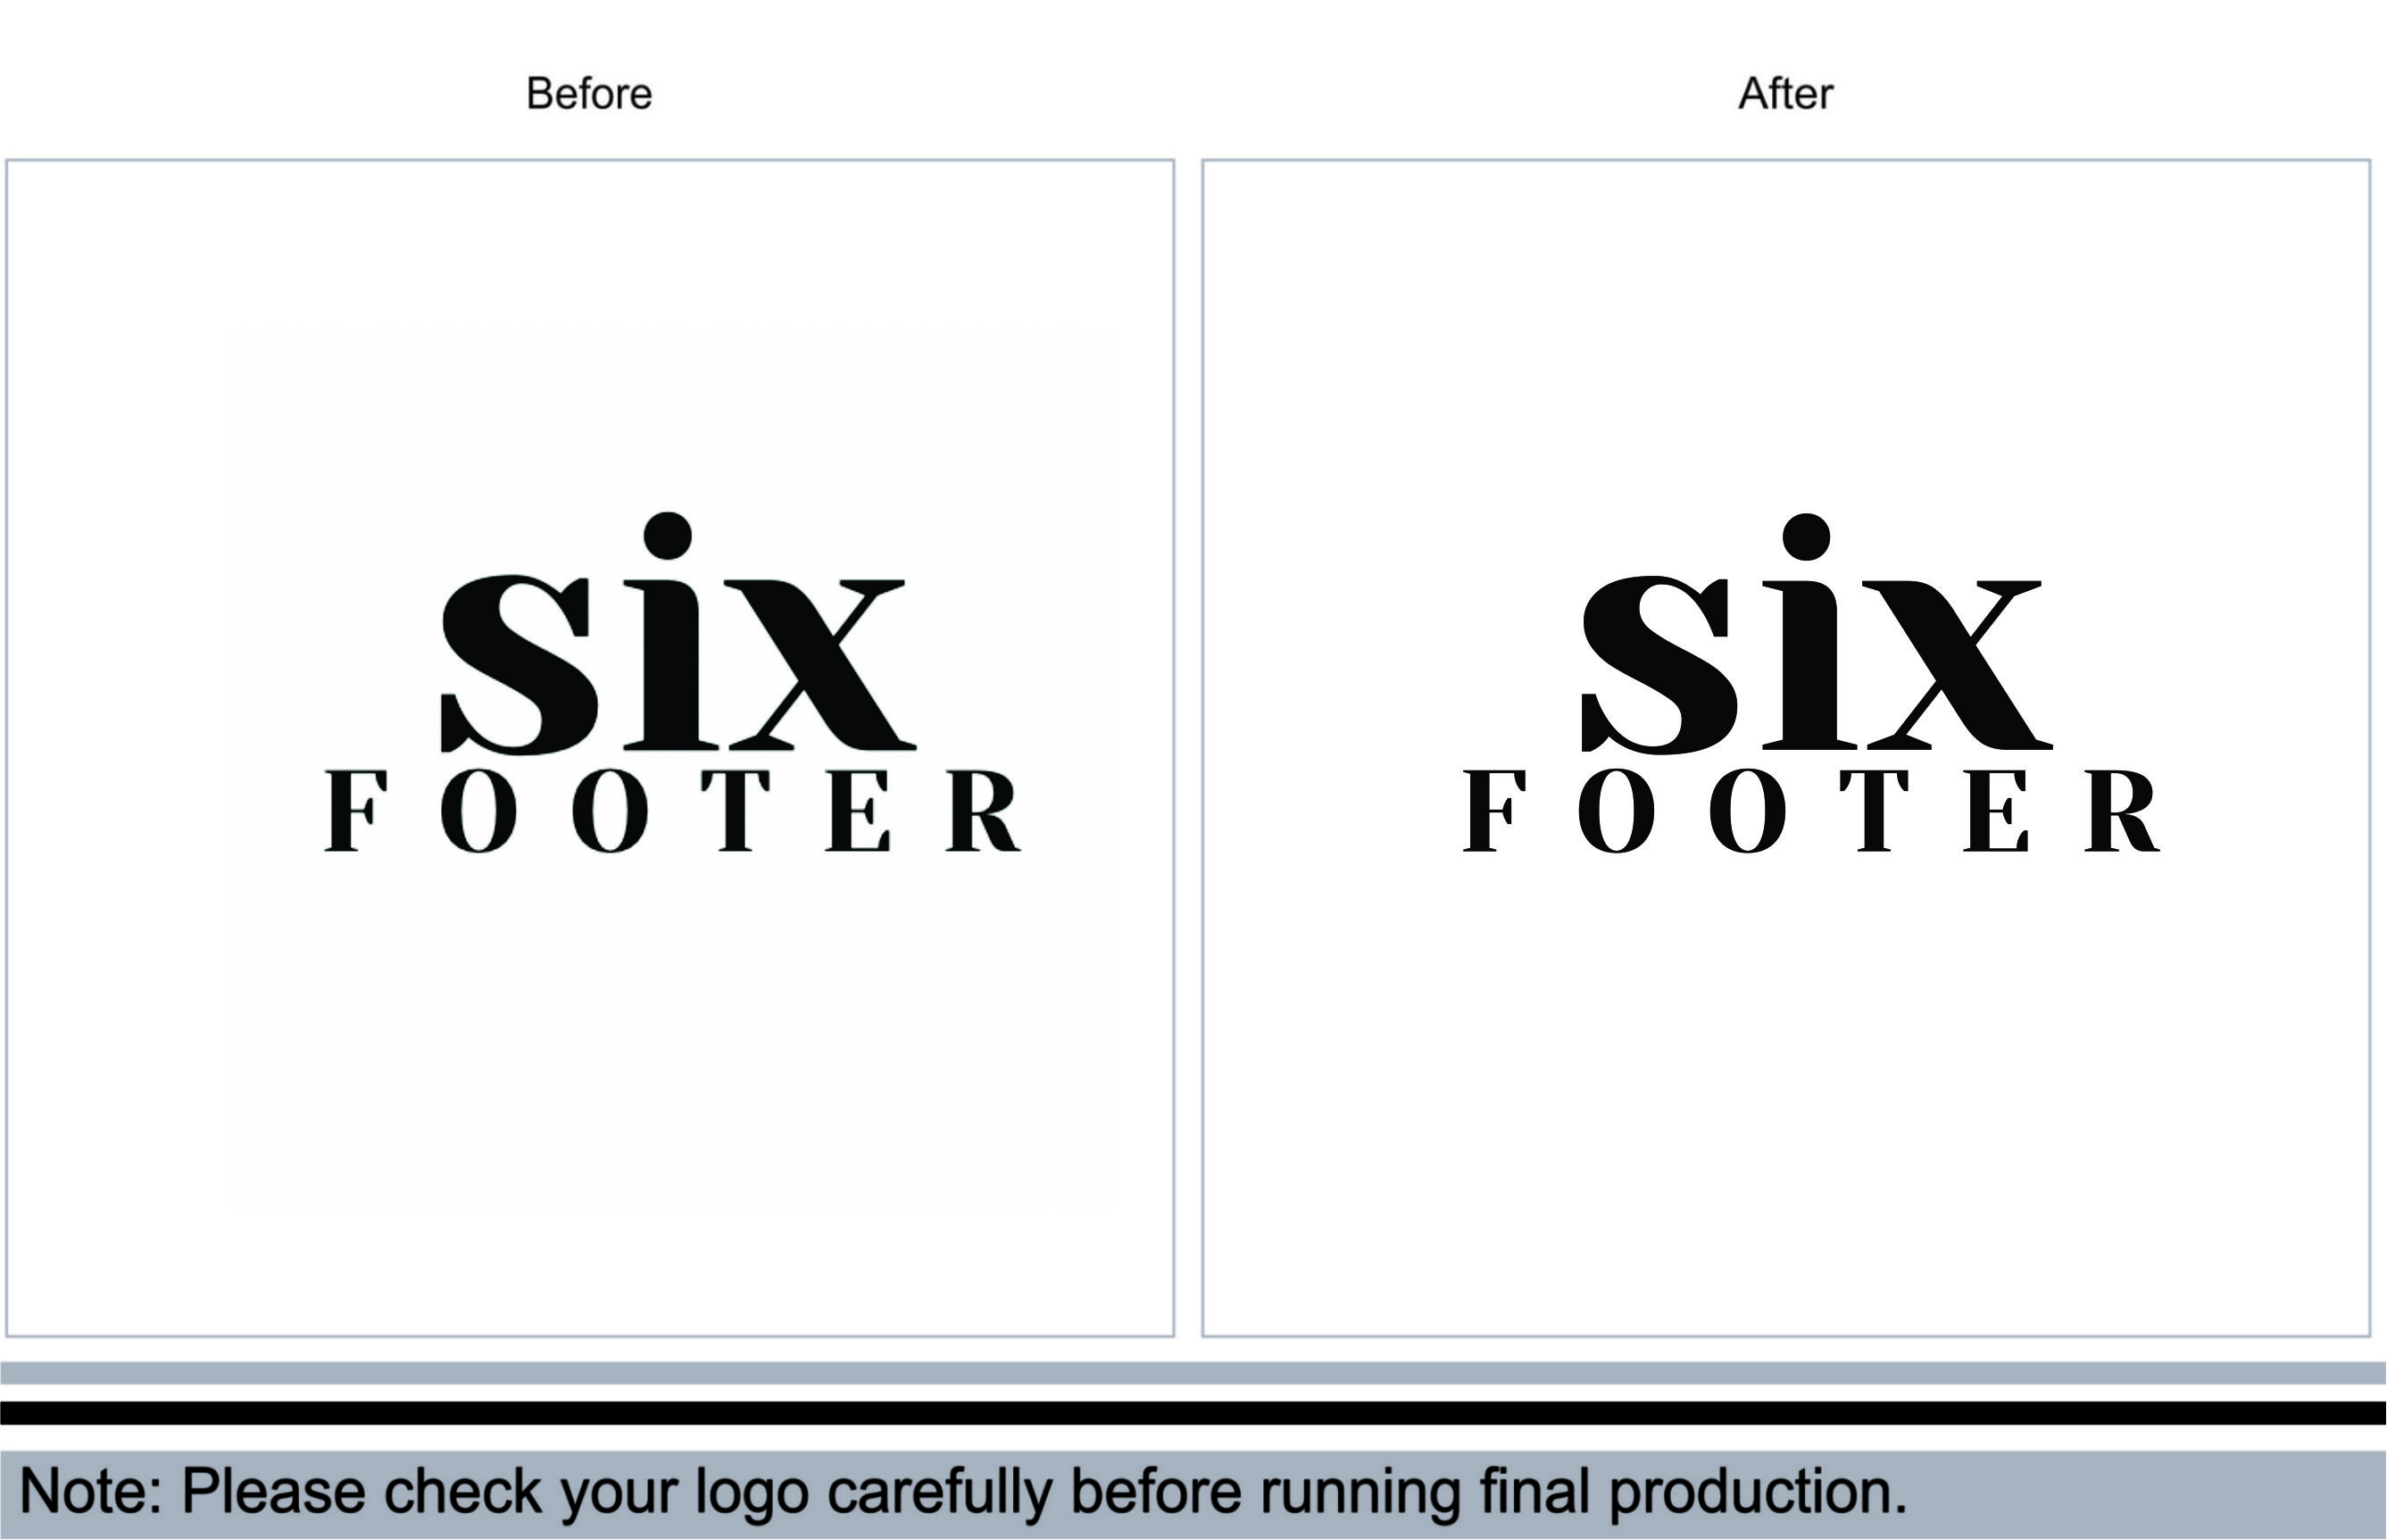 Before
After
six
FOOTER
six
FOOTER
Note: Please check your logo carefully before running final production.